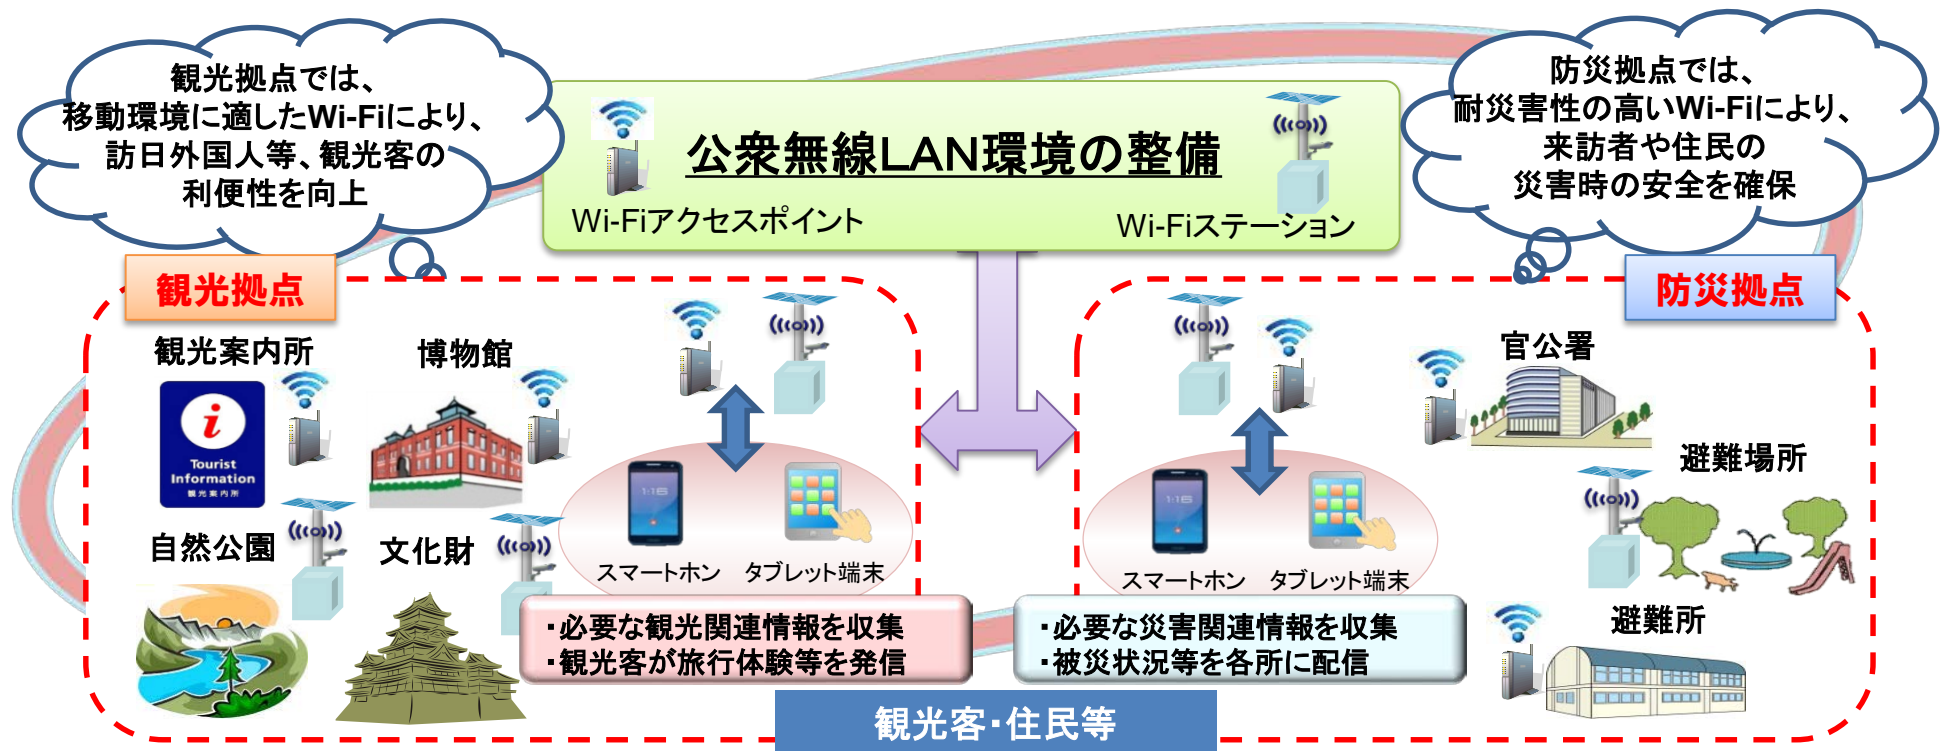 観光拠点では、
移動環境に適したWi-Fiにより、
訪日外国人等、観光客の
利便性を向上
公衆無線LAN環境の整備
Wi-Fiアクセスポイント
Wi-Fiステーション
防災拠点では、
耐災害性の高いWi-Fiにより、
来訪者や住民の
災害時の安全を確保
観光拠点
観光案内所
博物館
i
Tourist
Information
観光案内所
自然公園
文化財
1:16
スマートホン
タブレット端末
・必要な観光関連情報を収集
・観光客が旅行体験等を発信
防災拠点
官公署
避難場所
避難所
1:16
スマートホン
タブレット端末
・必要な災害関連情報を収集
・被災状況等を各所に配信
観光客・住民等